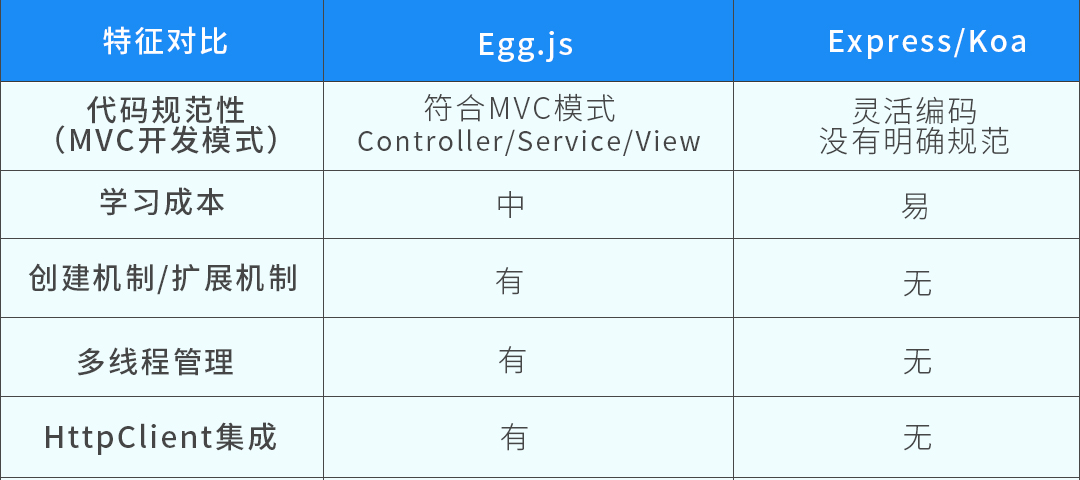 特征对比
Egg.js
Express/Koa
代码规范性
（MVC开发模式）
符合MVC模式
Controller/Service/View
灵活编码
没有明确规范
学习成本
中
易
创建机制/扩展机制
有
无
多线程管理
有
无
HttpClient集成
有
无